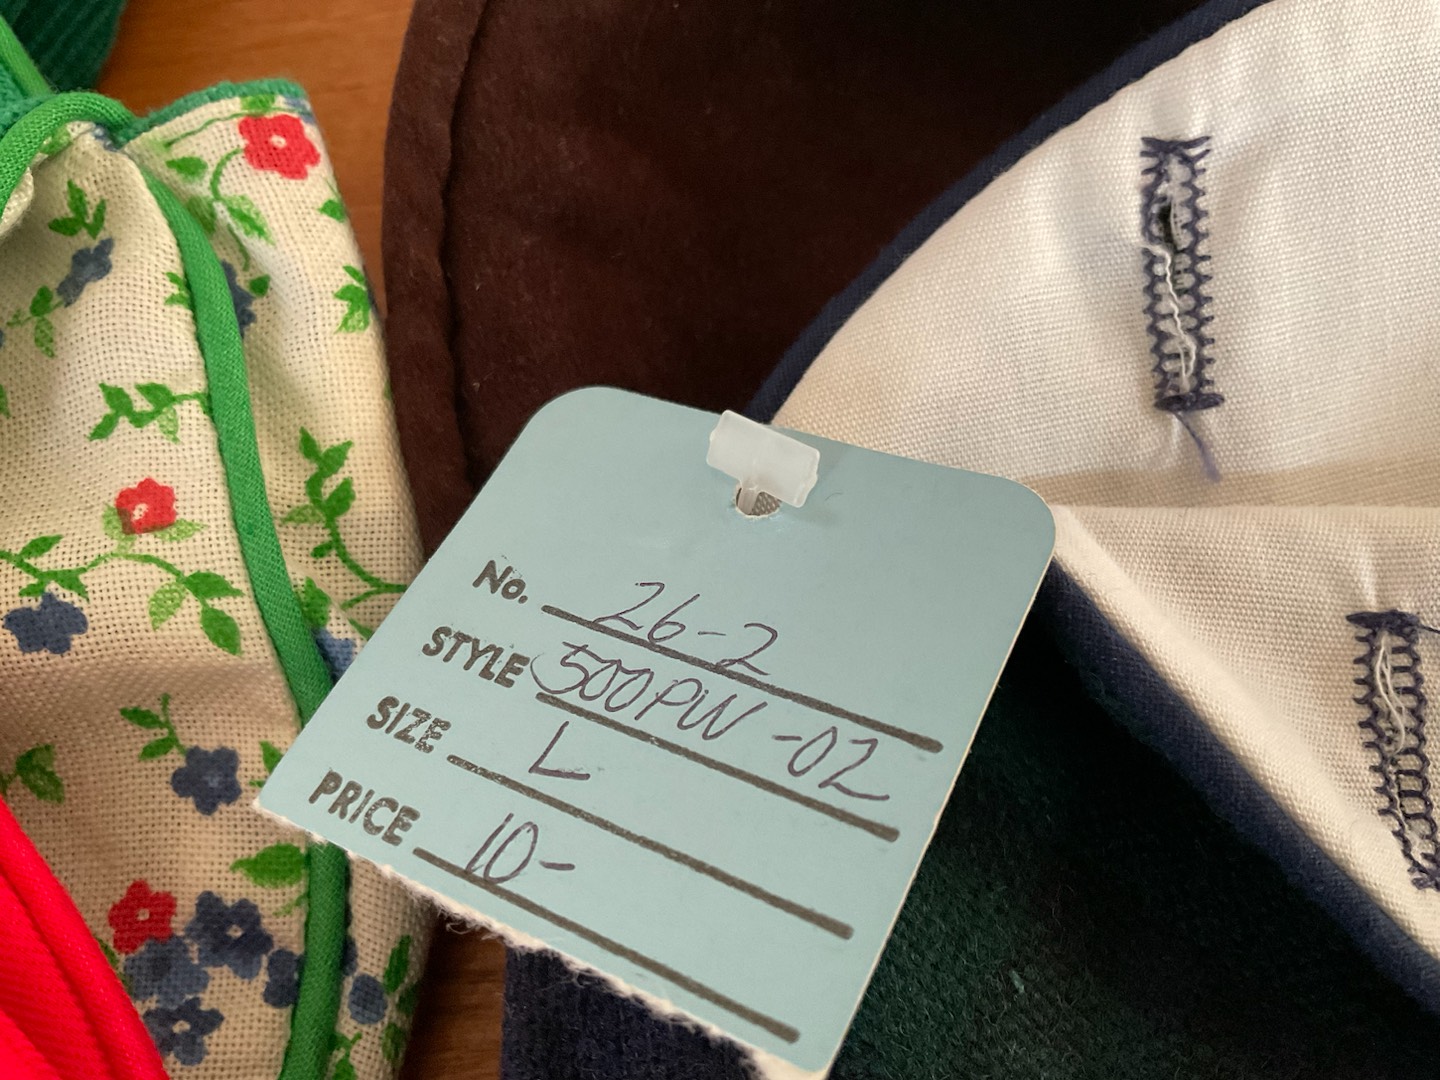 No. 26-2
STYLE 500PW -02
SIZE L
PRICE 10-